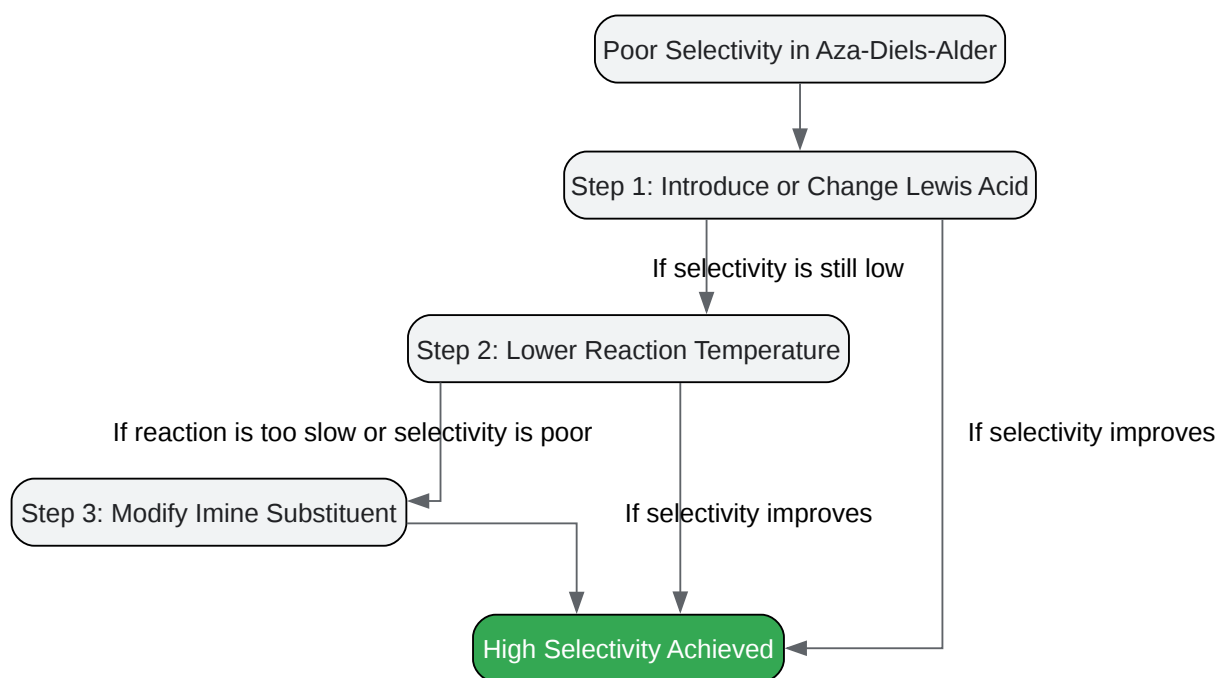 Poor Selectivity in Aza-Diels-Alder
Step 1: Introduce or Change Lewis Acid
If selectivity is still low
Step 2: Lower Reaction Temperature
If reaction is too slow or selectivity is poor
If selectivity improves
Step 3: Modify Imine Substituent
If selectivity improves
High Selectivity Achieved